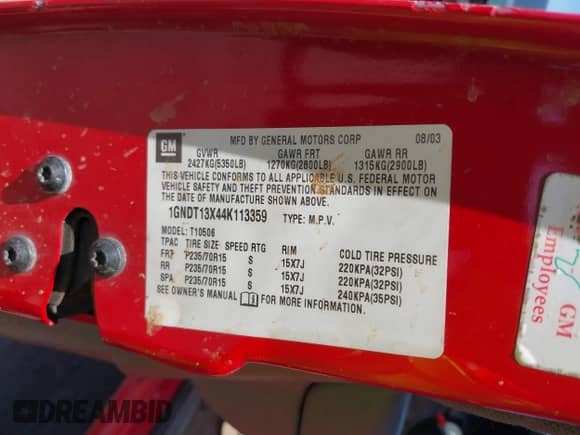 GM
MFD BY GENERAL MOTORS CORP 08/03
GVWR GAWR FRT GAWR RR
2427KG(5350LB) 1270KG(2800LB) 1315KG(2900LB)
THIS VEHICLE CONFORMS TO ALL APPLICABLE U.S. FEDERAL MOTOR
VEHICLE SAFETY AND THEFT PREVENTION STANDARDS IN EFFECT ON
THE DATE OF MANUFACTURE SHOWN ABOVE.
1GNDT13X44K113359 TYPE: M.P.V.
MODEL: T10506
TPAC TIRE SIZE SPEED RTG RIM COLD TIRE PRESSURE
FRT P235/70R15 S 15X7J 220KPA(32PSI)
RR P235/70R15 S 15X7J 220KPA(32PSI)
SPA P235/70R15 S 15X7J 240KPA(35PSI)
SEE OWNER'S MANUAL FOR MORE INFORMATION.
GM
Employees
DREAMBID